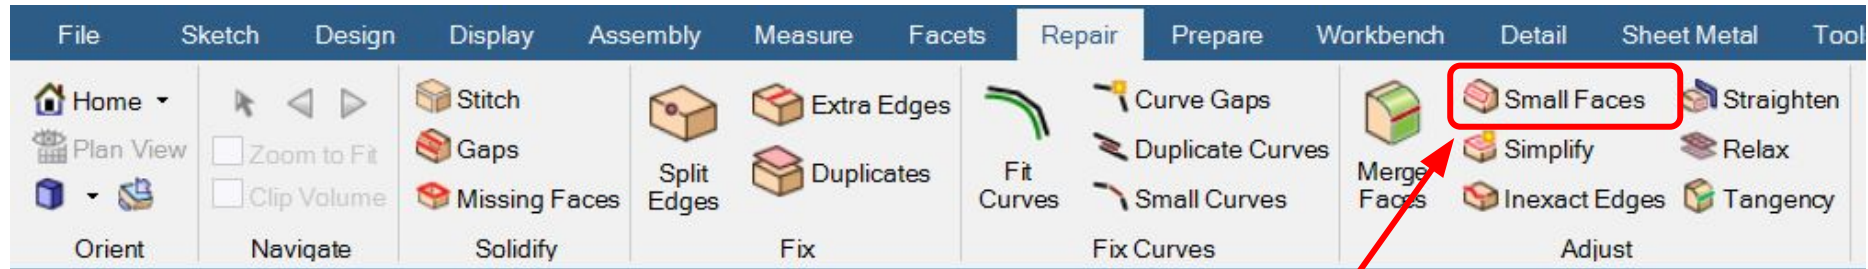 File Sketch Design Display Assembly Measure Facets Repair Prepare Workbench Detail Sheet Metal Tool
Home
Plan View
Orient
Zoom to Fit
Clip Volume
Navigate
Stitch
Gaps
Missing Faces
Solidify
Split
Edges
Extra Edges
Duplicates
Fix
Fit
Curves
Curve Gaps
Duplicate Curves
Small Curves
Fix Curves
Merge
Faces
Small Faces
Simplify
Inexact Edges
Straighten
Relax
Tangency
Adjust